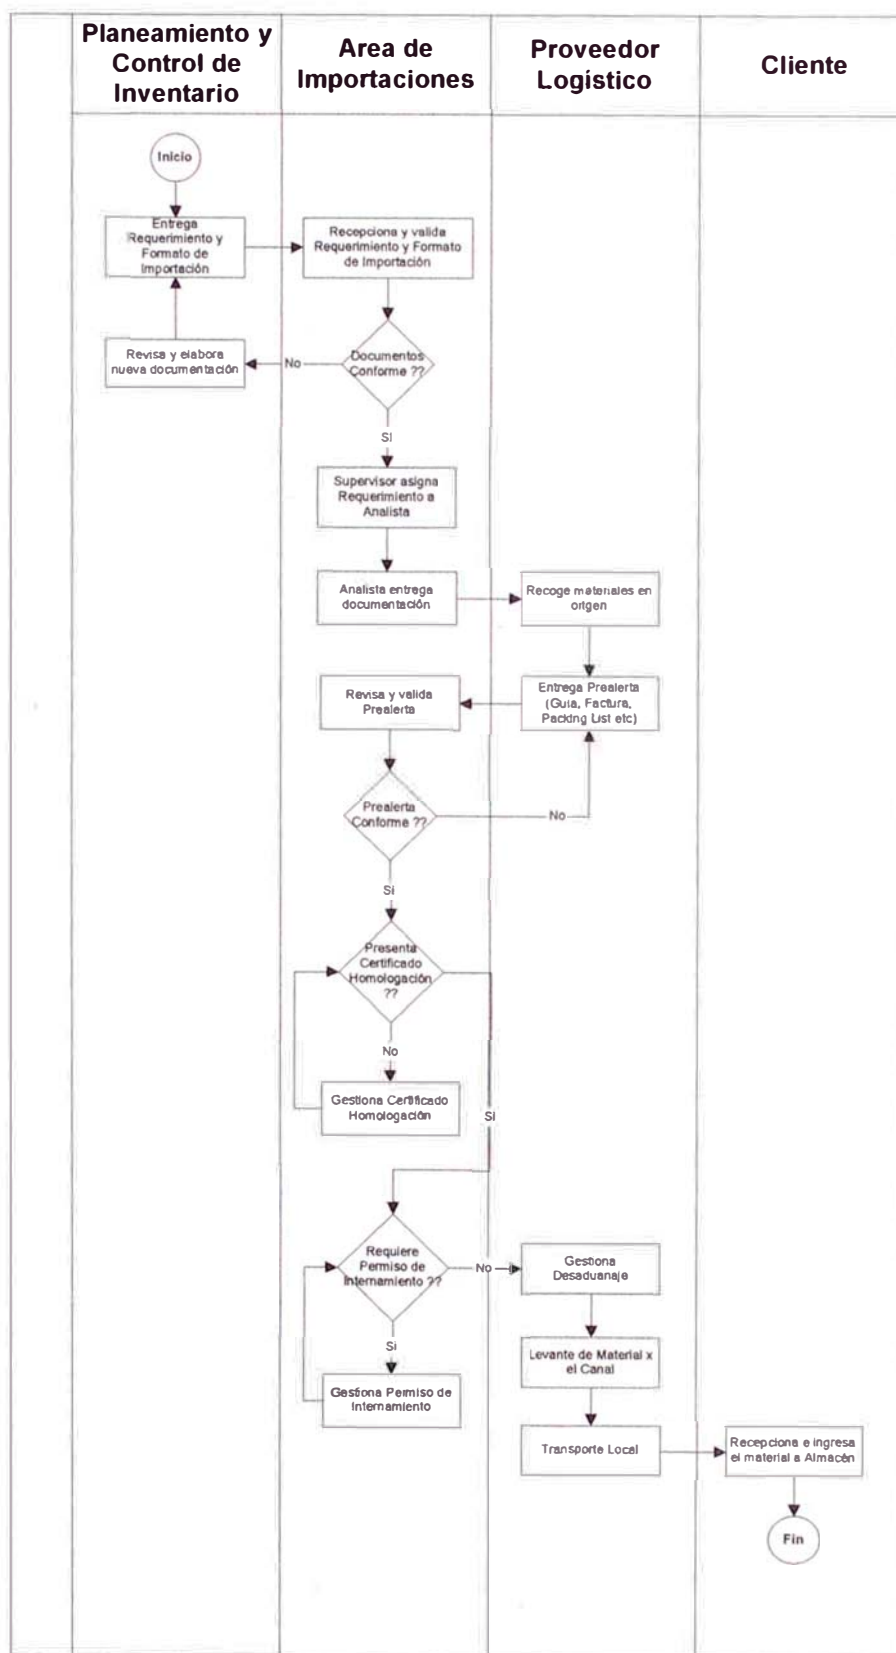 Planeamiento y
Control de
Inventario
Area de
Importaciones
Proveedor
Logistico
Cliente
Inicio
Entrega
Requerimiento y
Formato de
Importación
Recepciona y valida
Requerimiento y Formato
de Importación
Revisa y elabora
nueva documentación
No
Documentos
Conforme ??
SI
Supervisor asigna
Requerimiento a
Analista
Analista entrega
documentación
Recoge materiales en
origen
Revisa y valida
Prealerta
Entrega Prealerta
(Guia, Factura,
Packing List etc)
Prealerta
Conforme ??
No
Si
Presenta
Certificado
Homologación
??
No
Gestiona Certificado
Homologación
Si
Requiere
Permiso de
Internamiento ??
No
Gestiona
Desaduanaje
Si
Levante de Material x
el Canal
Gestiona Permiso de
Internamiento
Transporte Local
Recepciona e ingresa
el material a Almacén
Fin